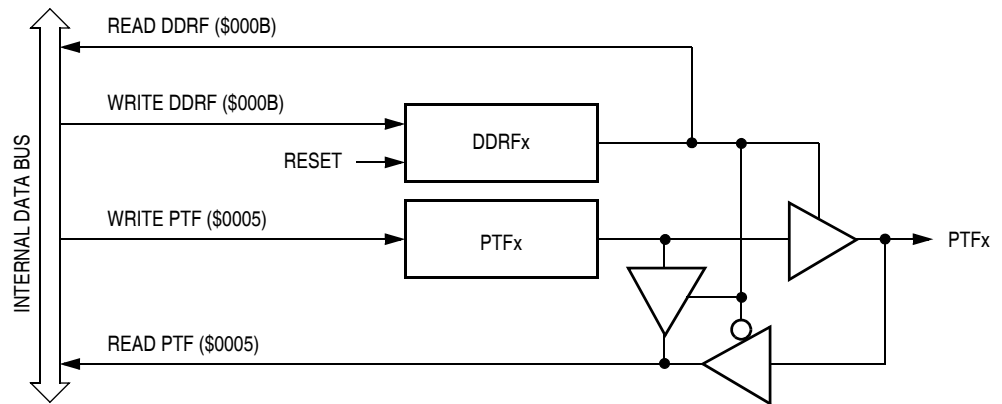 READ DDRF ($000B)
WRITE DDRF ($000B)
DDRFx
RESET
INTERNAL DATA BUS
WRITE PTF ($0005)
PTFx
PTFx
READ PTF ($0005)